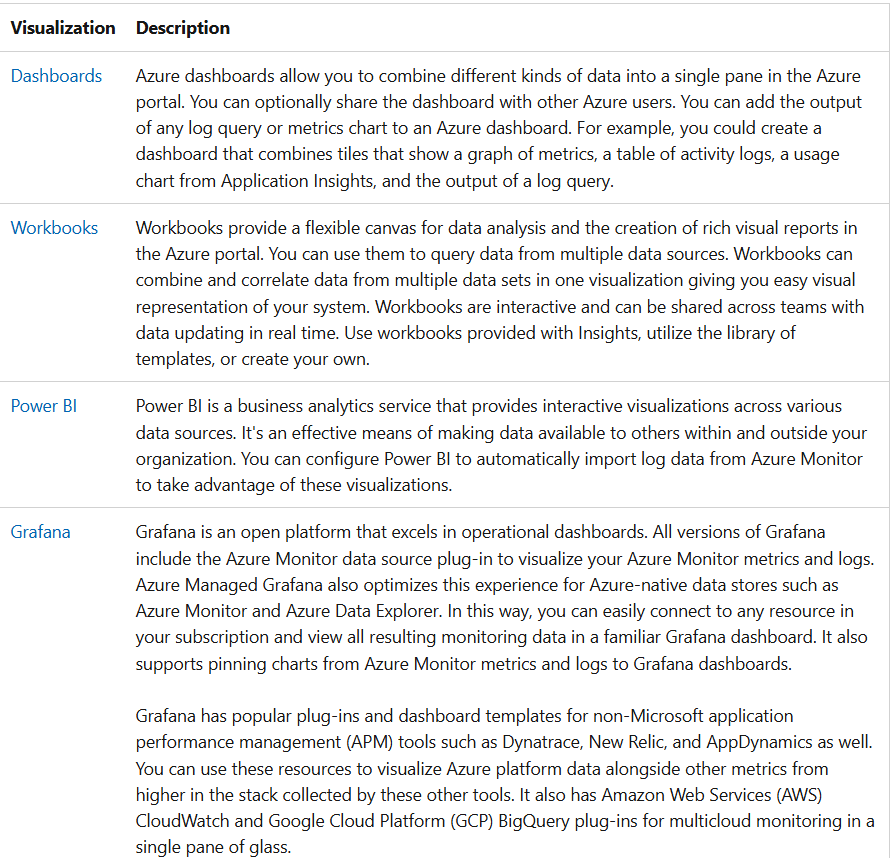 Visualization Description
Dashboards Azure dashboards allow you to combine different kinds of data into a single pane in the Azure
portal. You can optionally share the dashboard with other Azure users. You can add the output
of any log query or metrics chart to an Azure dashboard. For example, you could create a
dashboard that combines tiles that show a graph of metrics, a table of activity logs, a usage
chart from Application Insights, and the output of a log query.
Workbooks Workbooks provide a flexible canvas for data analysis and the creation of rich visual reports in
the Azure portal. You can use them to query data from multiple data sources. Workbooks can
combine and correlate data from multiple data sets in one visualization giving you easy visual
representation of your system. Workbooks are interactive and can be shared across teams with
data updating in real time. Use workbooks provided with Insights, utilize the library of
templates, or create your own.
Power BI Power BI is a business analytics service that provides interactive visualizations across various
data sources. It's an effective means of making data available to others within and outside your
organization. You can configure Power BI to automatically import log data from Azure Monitor
to take advantage of these visualizations.
Grafana Grafana is an open platform that excels in operational dashboards. All versions of Grafana
include the Azure Monitor data source plug-in to visualize your Azure Monitor metrics and logs.
Azure Managed Grafana also optimizes this experience for Azure-native data stores such as
Azure Monitor and Azure Data Explorer. In this way, you can easily connect to any resource in
your subscription and view all resulting monitoring data in a familiar Grafana dashboard. It also
supports pinning charts from Azure Monitor metrics and logs to Grafana dashboards.
Grafana has popular plug-ins and dashboard templates for non-Microsoft application
performance management (APM) tools such as Dynatrace, New Relic, and AppDynamics as well.
You can use these resources to visualize Azure platform data alongside other metrics from
higher in the stack collected by these other tools. It also has Amazon Web Services (AWS)
CloudWatch and Google Cloud Platform (GCP) BigQuery plug-ins for multicloud monitoring in a
single pane of glass.